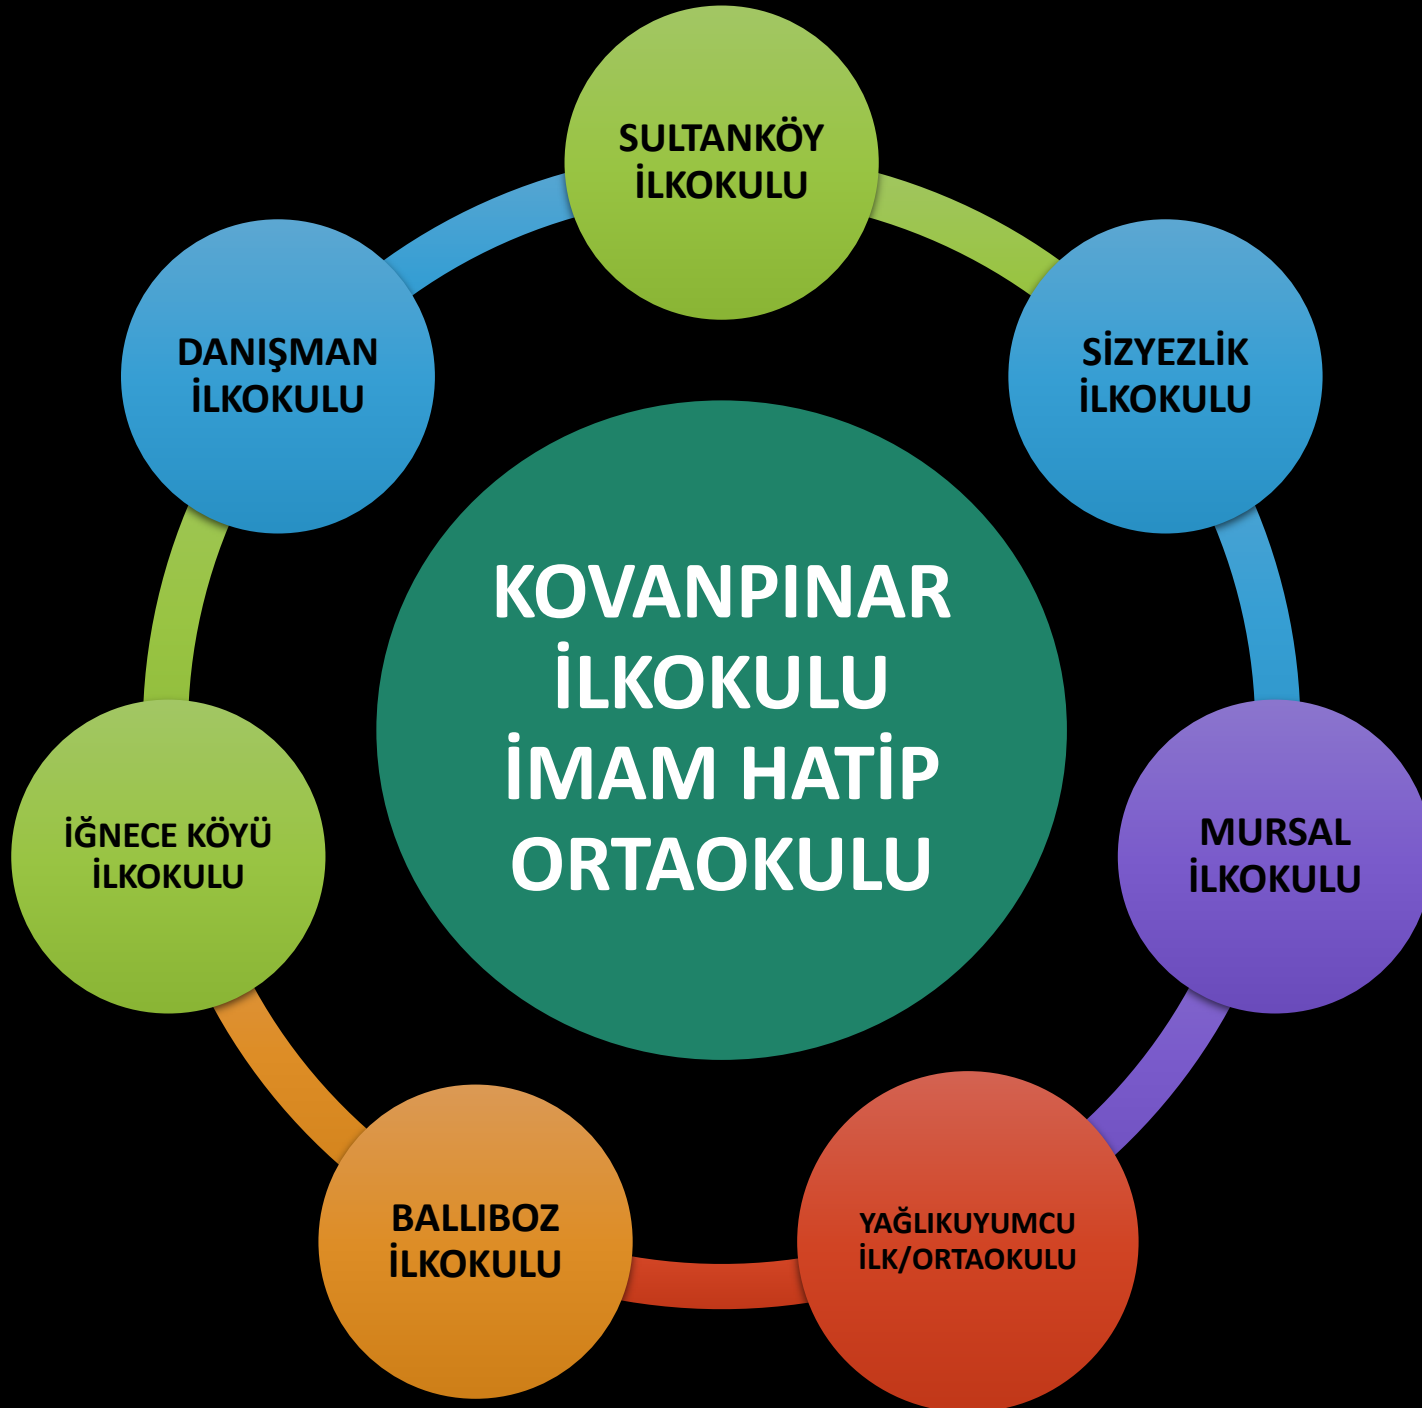 SULTANKÖY
İLKOKULU
SİZYEZLİK
İLKOKULU
MURSAL
İLKOKULU
YAĞLIKUYUMCU
İLK/ORTAOKULU
BALLIBOZ
İLKOKULU
İĞNECE KÖYÜ
İLKOKULU
DANIŞMAN
İLKOKULU
KOVANPINAR
İLKOKULU
İMAM HATİP
ORTAOKULU